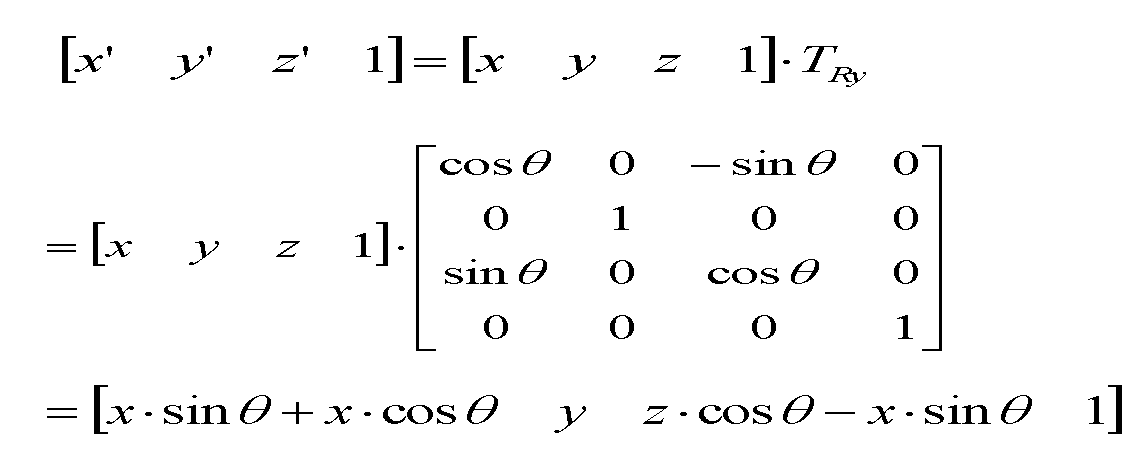 [x' y' z' 1] = [x y z 1] · T_Ry
= [x y z 1] ·
[cos θ 0 − sin θ 0
0 1 0 0
sin θ 0 cos θ 0
0 0 0 1]
= [x · sin θ + x · cos θ y z · cos θ − x · sin θ 1]